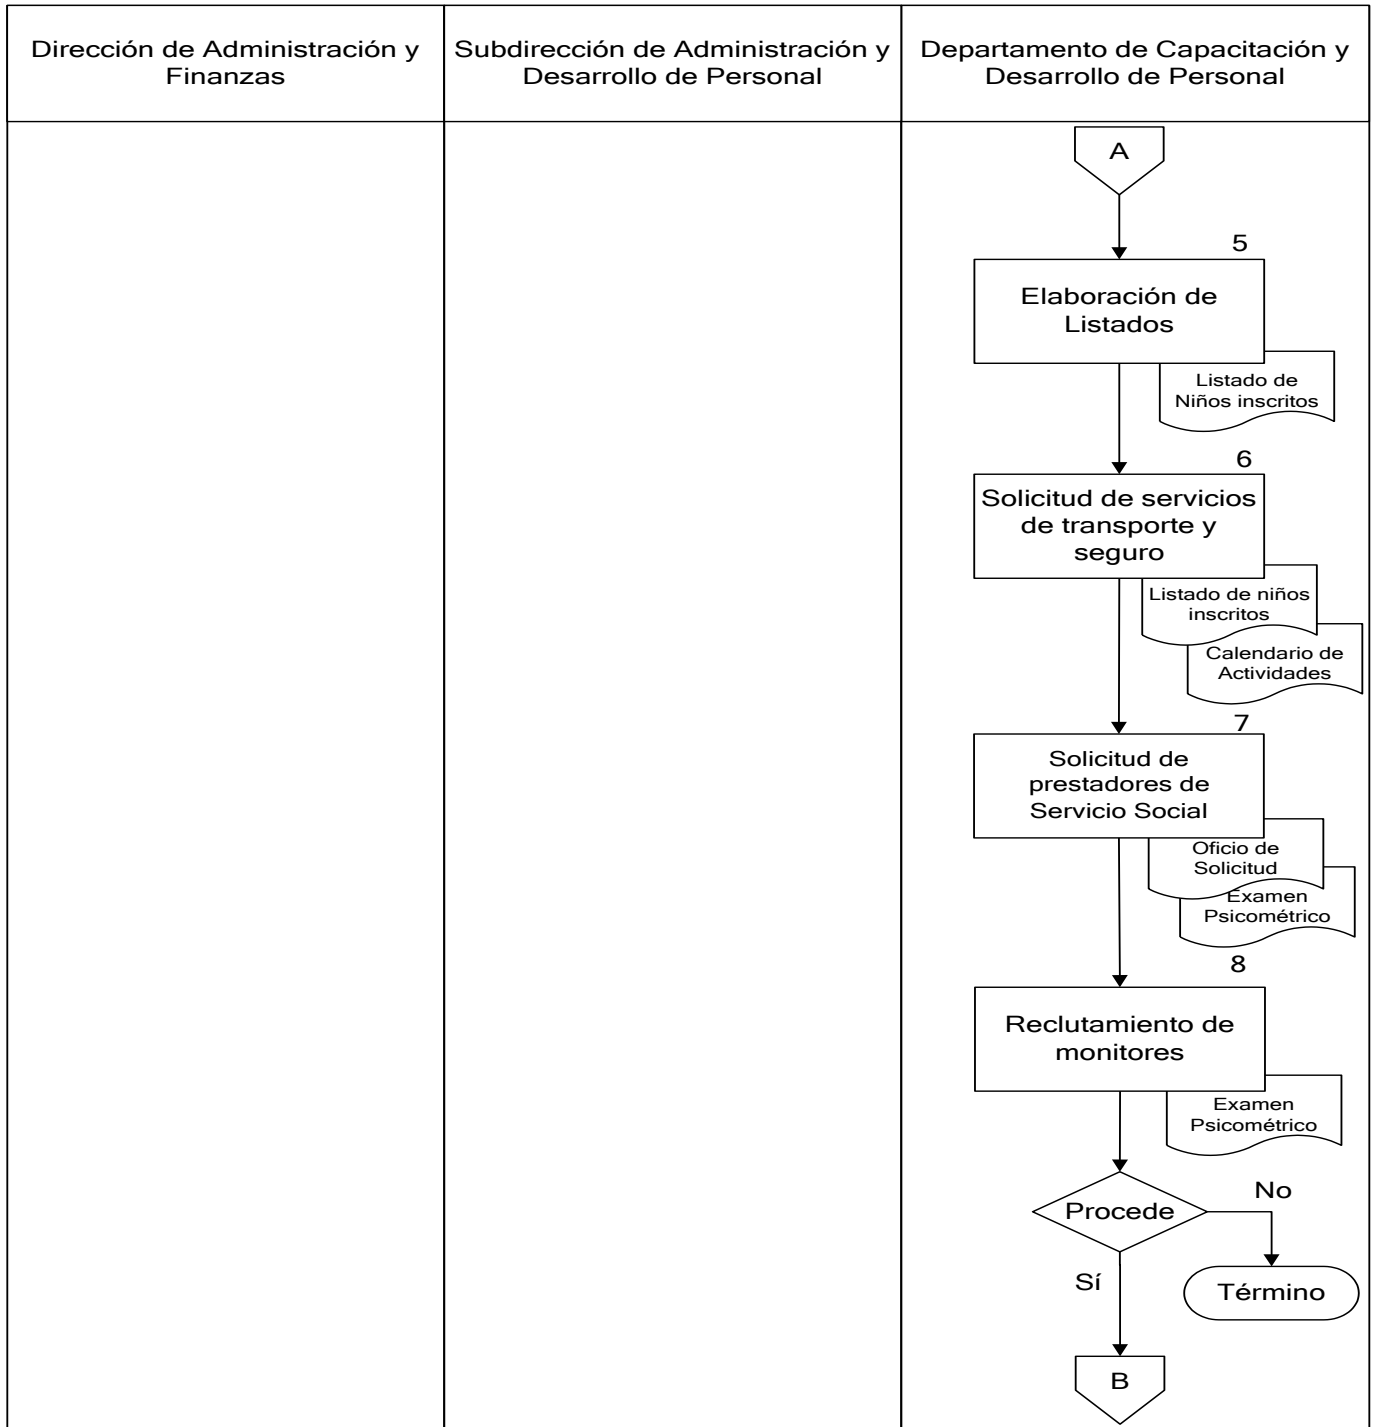 Dirección de Administración y
Finanzas
Subdirección de Administración y
Desarrollo de Personal
Departamento de Capacitación y
Desarrollo de Personal
A
5
Elaboración de
Listados
Listado de
Niños inscritos
6
Solicitud de servicios
de transporte y
seguro
Listado de niños
inscritos
Calendario de
Actividades
7
Solicitud de
prestadores de
Servicio Social
Oficio de
Solicitud
Examen
Psicométrico
8
Reclutamiento de
monitores
Examen
Psicométrico
Procede
No
Sí
Término
B